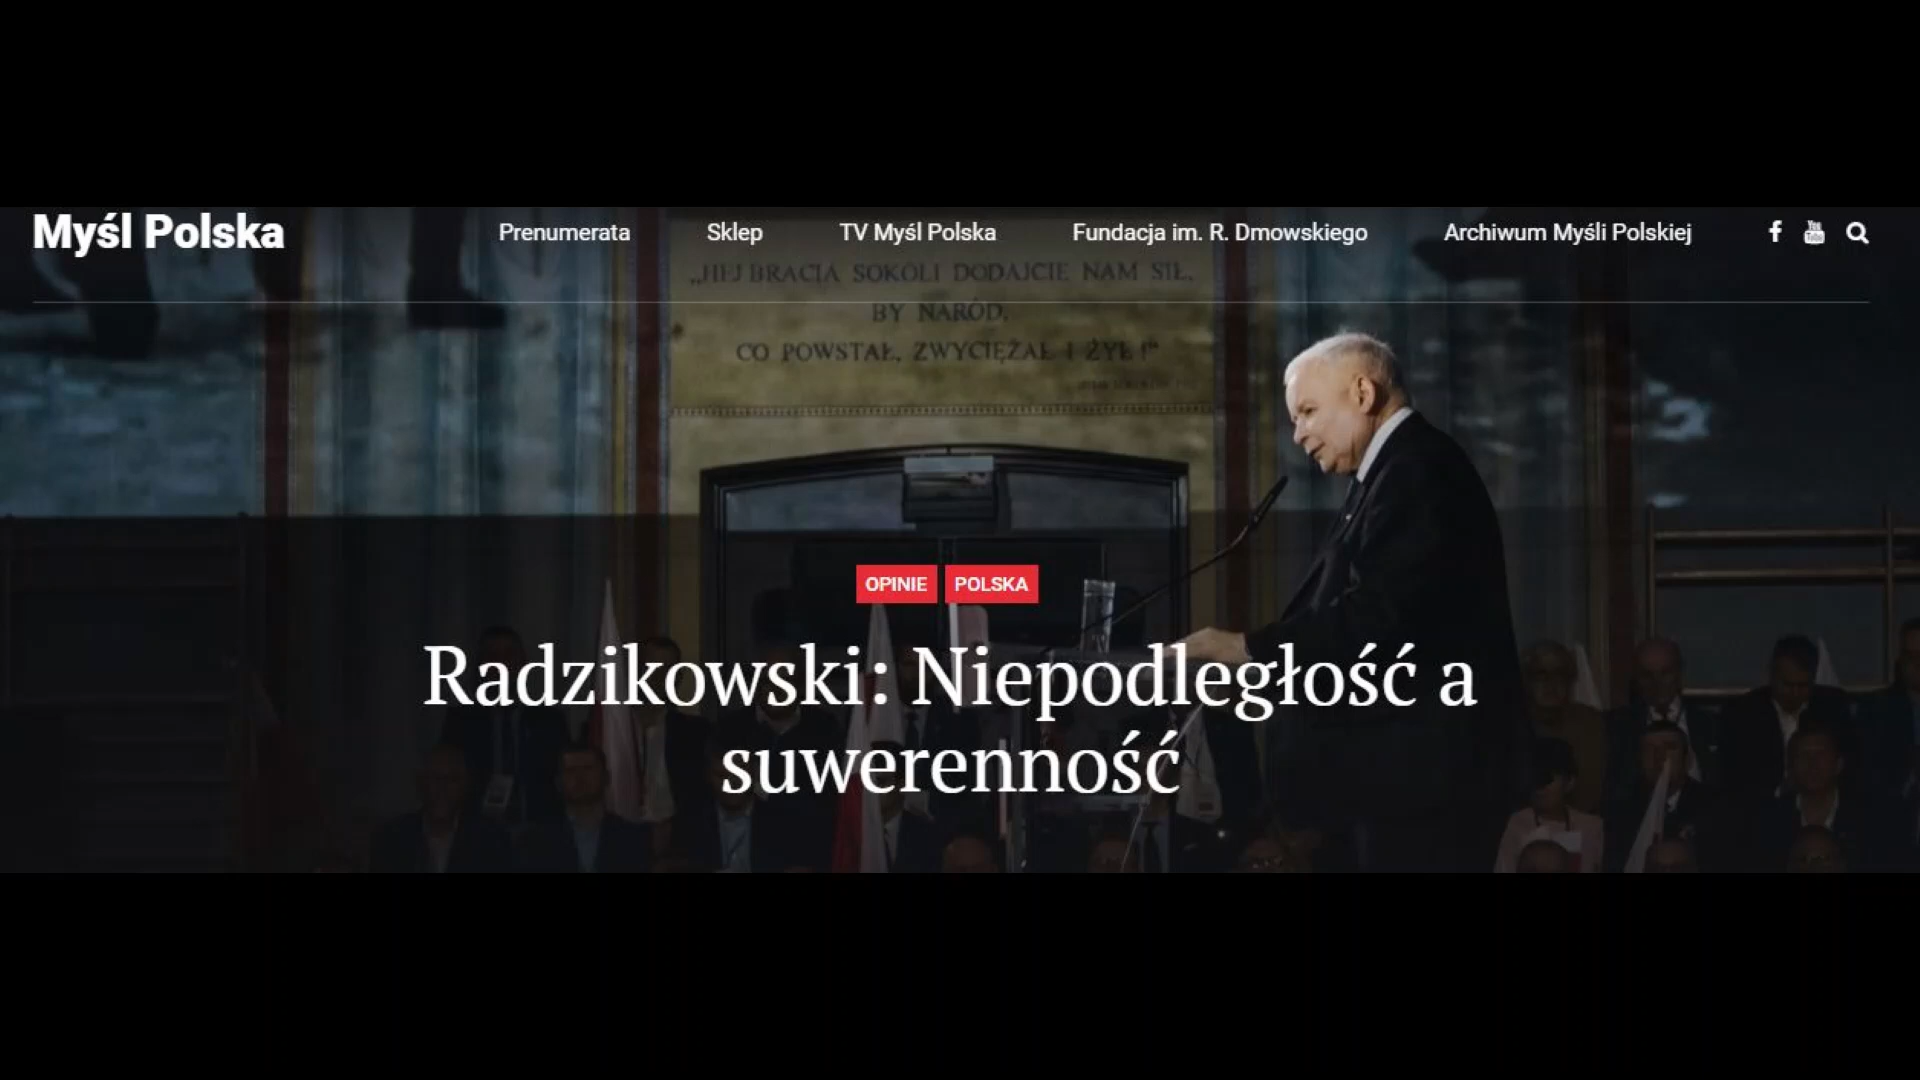 Myśl Polska
Prenumerata
Sklep
TV Myśl Polska
Fundacja im. R. Dmowskiego
Archiwum Myśli Polskiej
„HEJ BRACIA SOKOLI DODAJCIE NAM SIŁ,
BY NARÓD,
CO POWSTAŁ, ZWYCIĘŻAŁ I ŻYŁ !"
OPINIE
POLSKA
Radzikowski: Niepodległość a
suwerenność